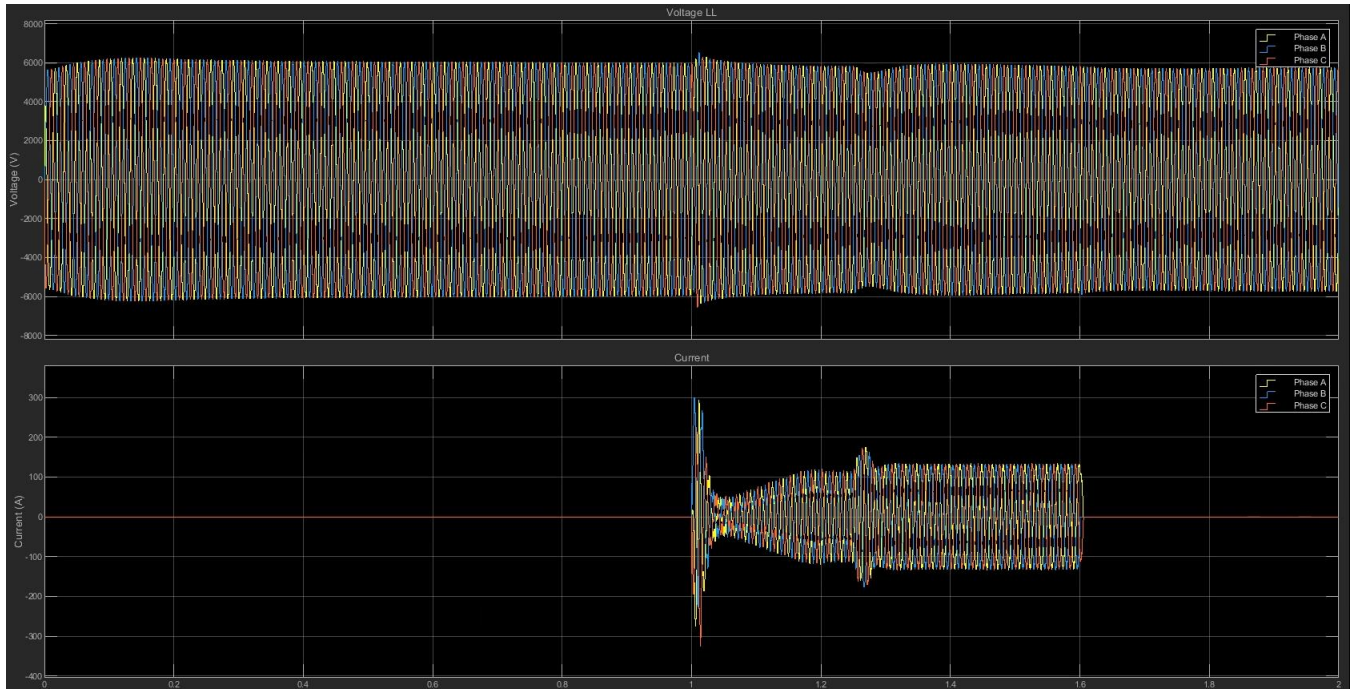 Voltage LL
8000
6000
4000
2000
0
-2000
-4000
-6000
-8000
Voltage (V)
Phase A
Phase B
Phase C
Current
300
200
100
0
-100
-200
-300
-400
Current (A)
Phase A
Phase B
Phase C
0 0.2 0.4 0.6 0.8 1 1.2 1.4 1.6 1.8 2